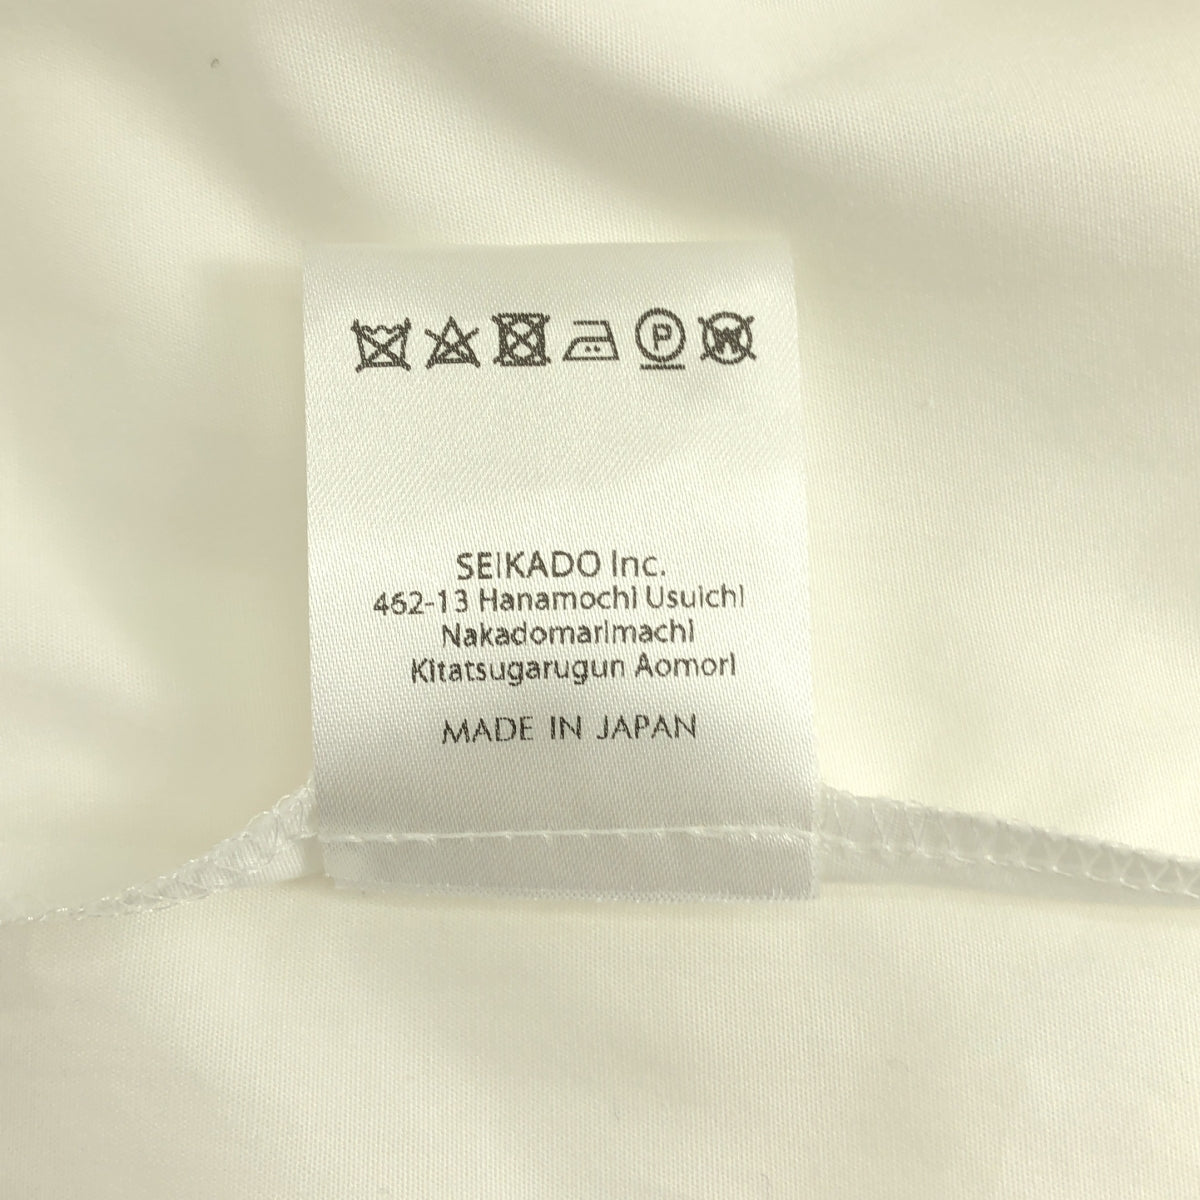 P
W
SEIKADO Inc.
462-13 Hanamochi Usuichi
Nakadomarimachi
Kitatsugarugun Aomori
MADE IN JAPAN